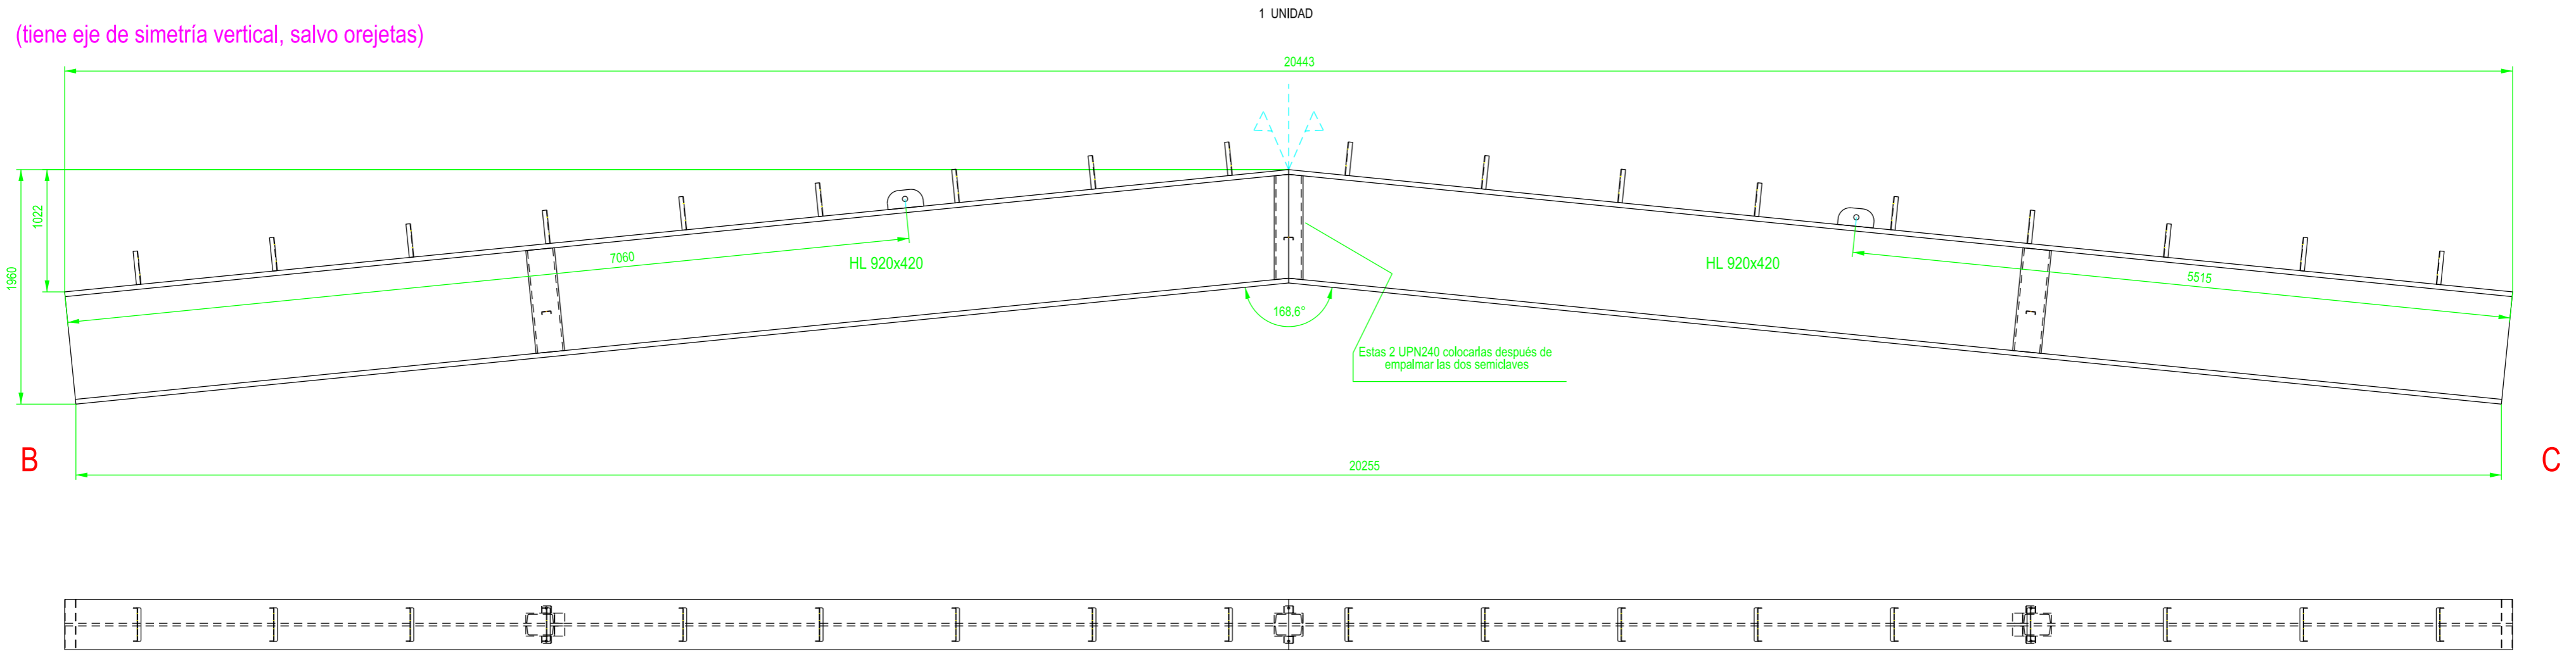 1 UNIDAD
(tiene eje de simetría vertical, salvo orejetas)
20443
1022
1960
7060
HL 920x420
HL 920x420
5515
168,6°
Estas 2 UPN240 colocarlas después de
empalmar las dos semiclaves
B
C
20255